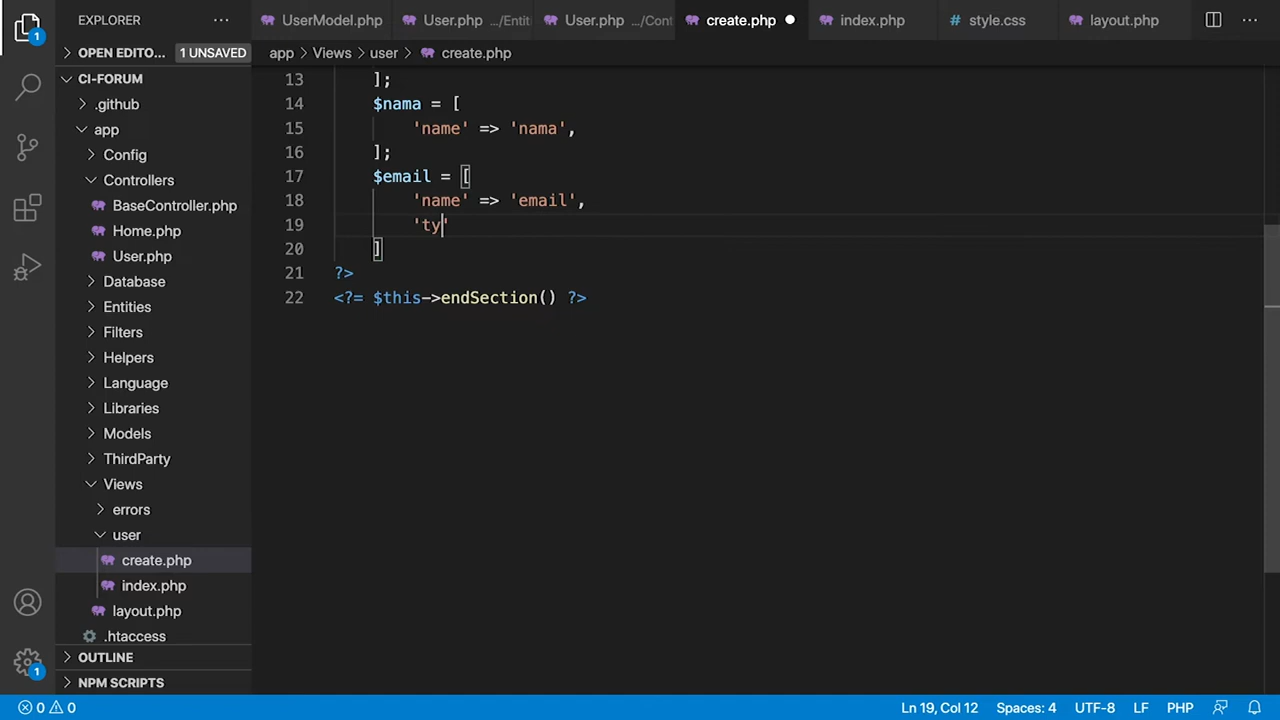 EXPLORER ···
1
UserModel.php
User.php .../Entit
User.php .../Cont
create.php
index.php
style.css
layout.php
···
OPEN EDITO... 1 UNSAVED
app > Views > user > create.php
CI-FORUM
.github
app
Config
Controllers
BaseController.php
Home.php
User.php
Database
Entities
Filters
Helpers
Language
Libraries
Models
ThirdParty
Views
errors
user
create.php
index.php
layout.php
.htaccess
OUTLINE
NPM SCRIPTS
1
13 ];
14 $nama = [
15 'name' => 'nama',
16 ];
17 $email = [
18 'name' => 'email',
19 'ty'
20 ]
21 ?>
22 <?= $this->endSection() ?>
0 0 Ln 19, Col 12 Spaces: 4 UTF-8 LF PHP